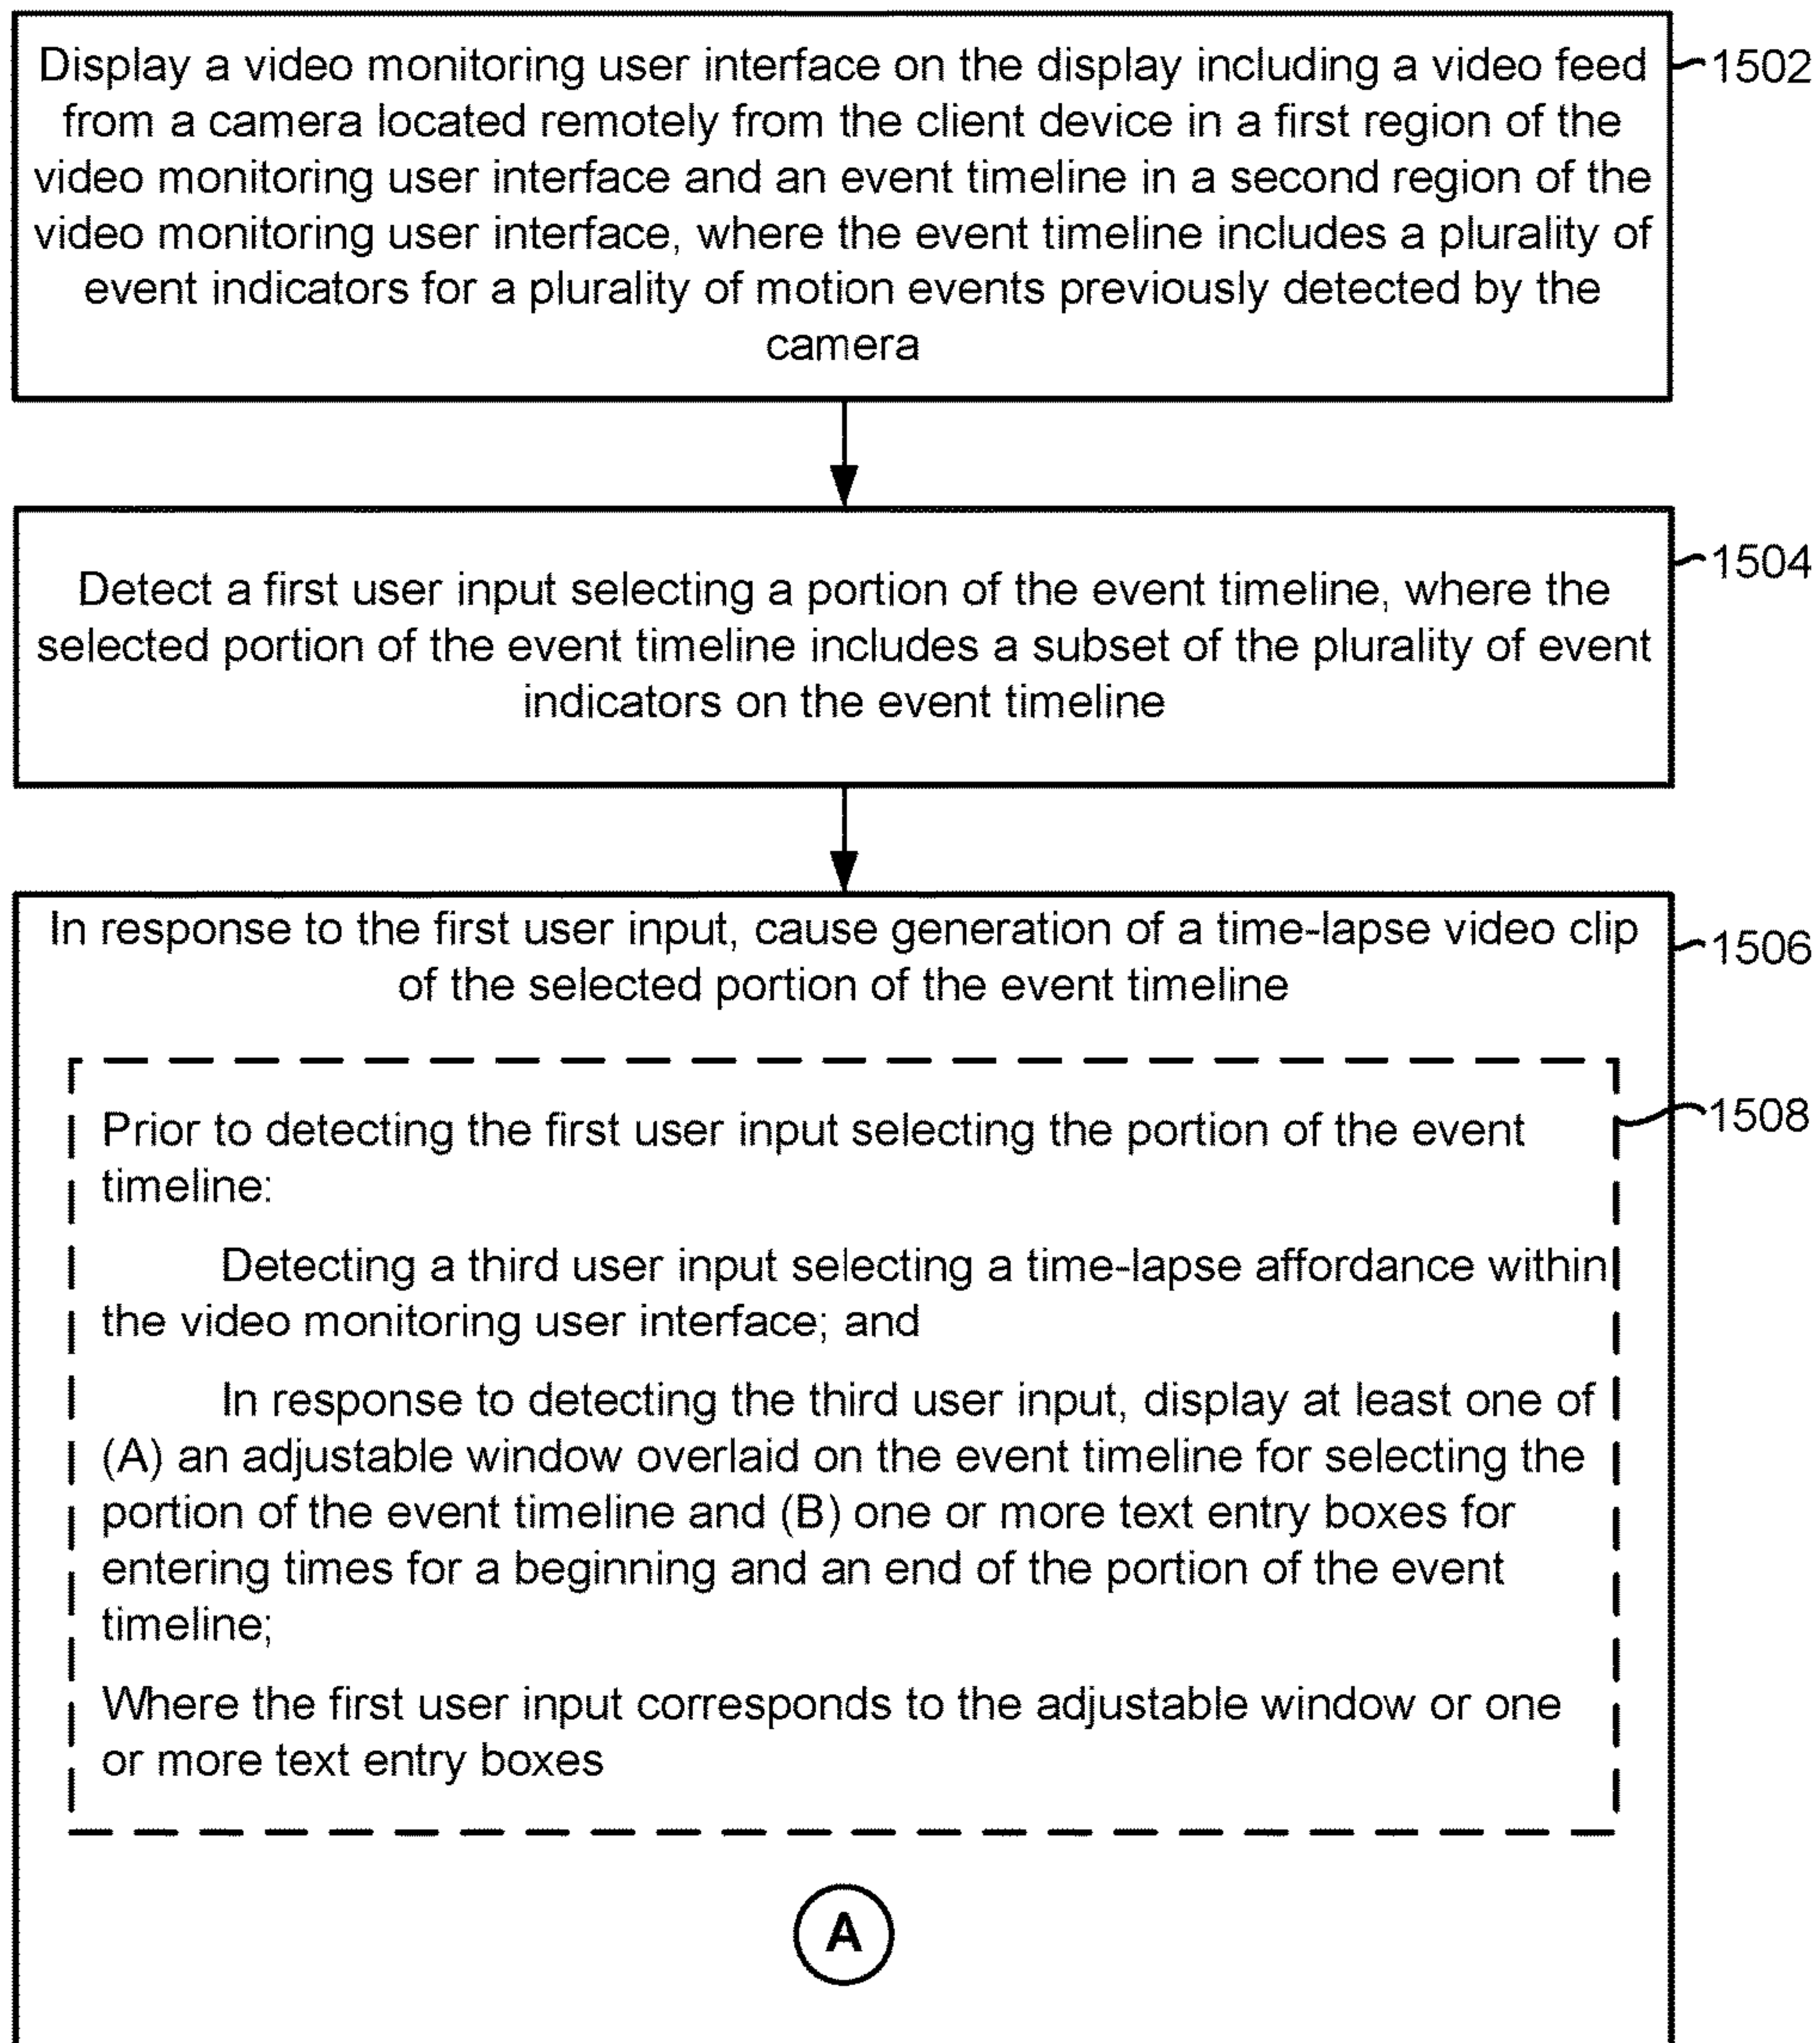 Display a video monitoring user interface on the display including a video feed
from a camera located remotely from the client device in a first region of the
video monitoring user interface and an event timeline in a second region of the
video monitoring user interface, where the event timeline includes a plurality of
event indicators for a plurality of motion events previously detected by the
camera
1502
Detect a first user input selecting a portion of the event timeline, where the
selected portion of the event timeline includes a subset of the plurality of event
indicators on the event timeline
1504
In response to the first user input, cause generation of a time-lapse video clip
of the selected portion of the event timeline
1506
Prior to detecting the first user input selecting the portion of the event
timeline:
1508
Detecting a third user input selecting a time-lapse affordance within
the video monitoring user interface; and
In response to detecting the third user input, display at least one of
(A) an adjustable window overlaid on the event timeline for selecting the
portion of the event timeline and (B) one or more text entry boxes for
entering times for a beginning and an end of the portion of the event
timeline;
Where the first user input corresponds to the adjustable window or one
or more text entry boxes
A